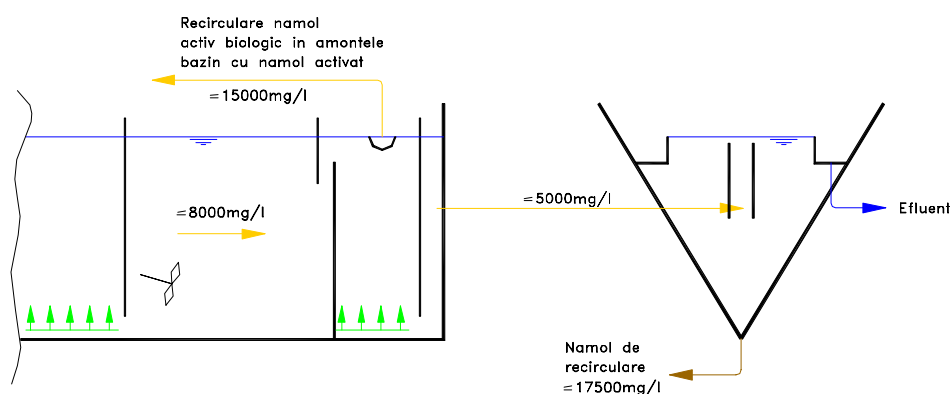 Recirculare namol
activ biologic in amontele
bazin cu namol activat
=15000mg/l
=8000mg/l
=5000mg/l
Efluent
Namol de
recirculare
=17500mg/l